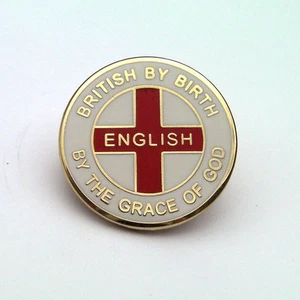 BRITISH BY BIRTH
ENGLISH
BY THE GRACE OF GOD